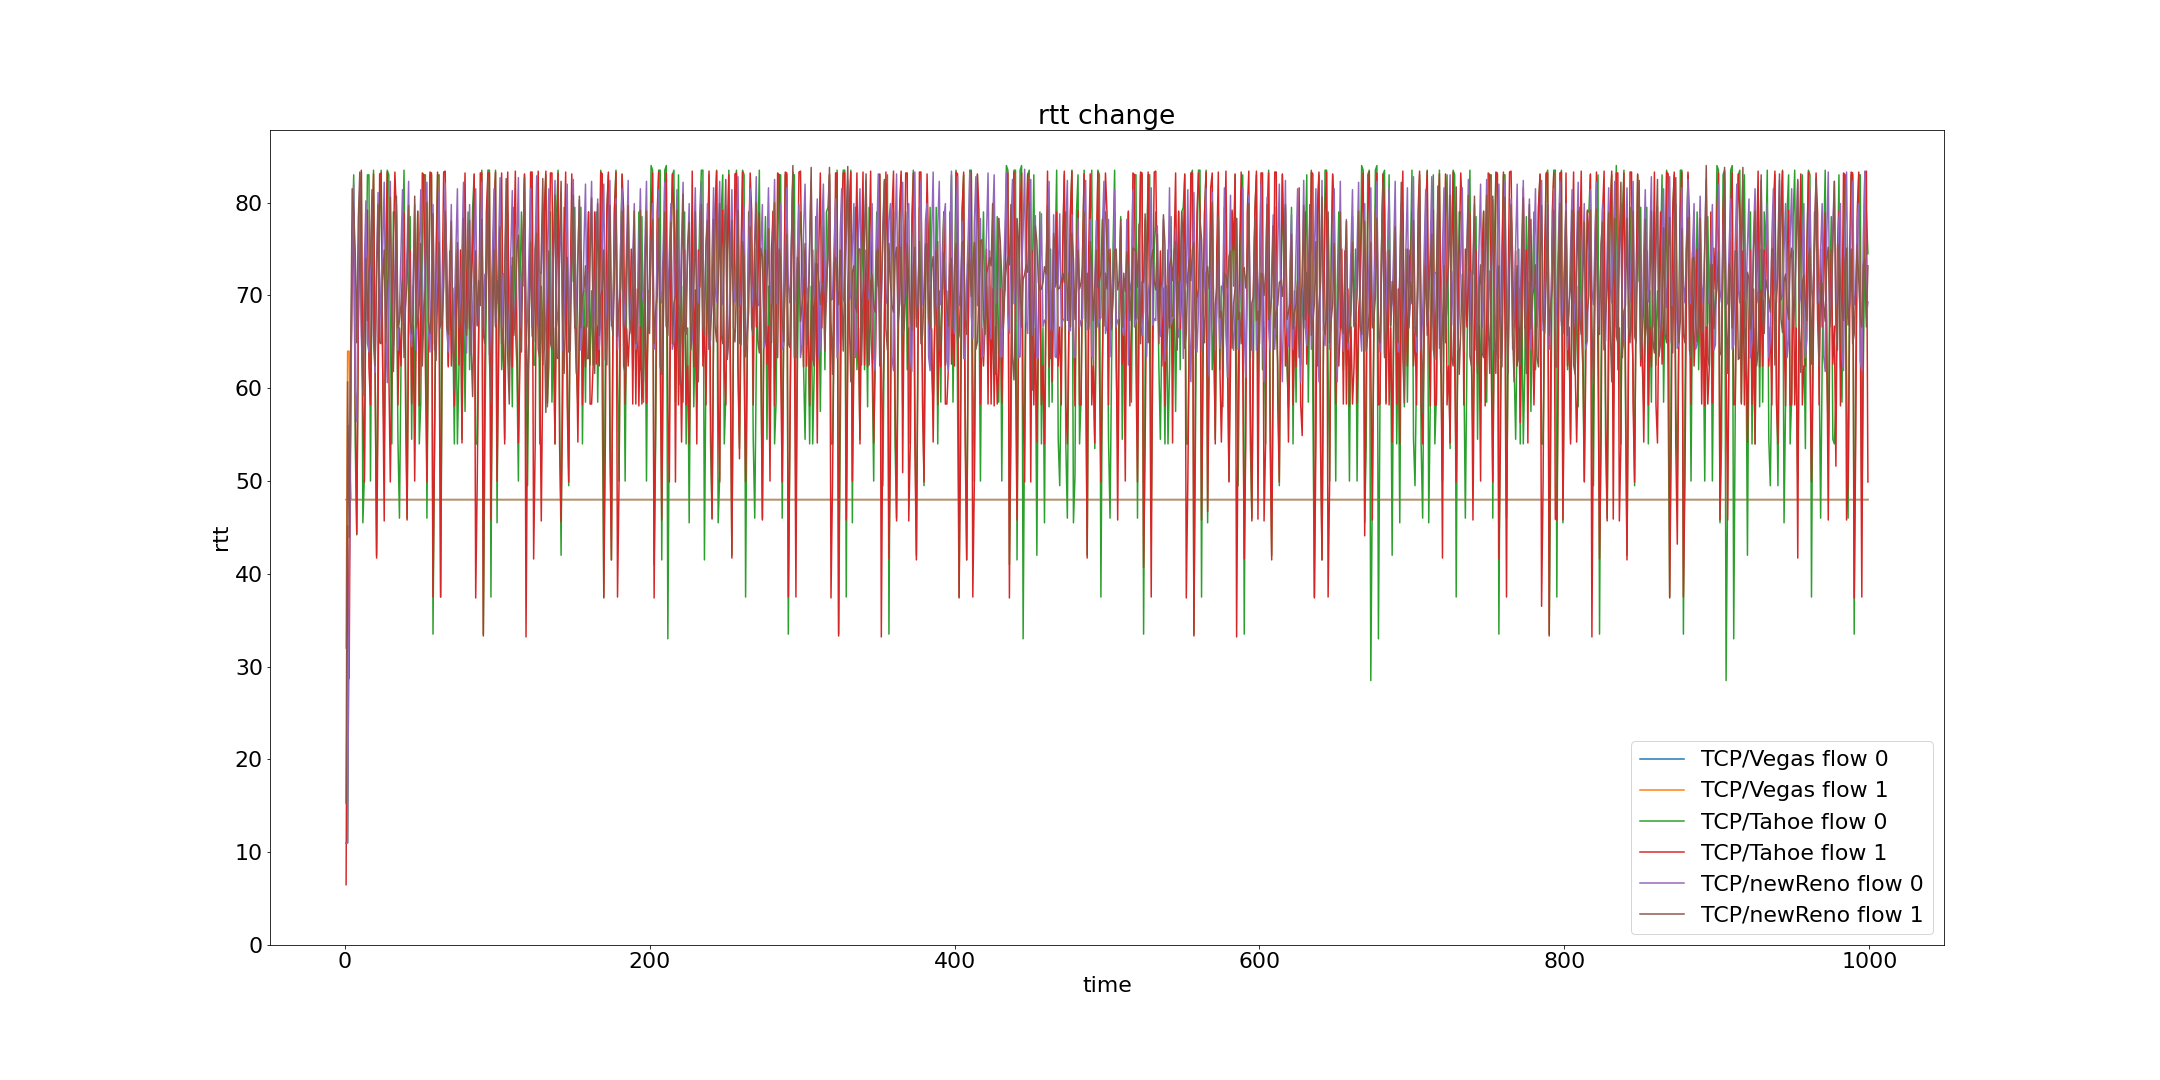 rtt change
80
70
60
50
40
30
20
10
0
rtt
0 200 400 600 800 1000
time
TCP/Vegas flow 0
TCP/Vegas flow 1
TCP/Tahoe flow 0
TCP/Tahoe flow 1
TCP/newReno flow 0
TCP/newReno flow 1